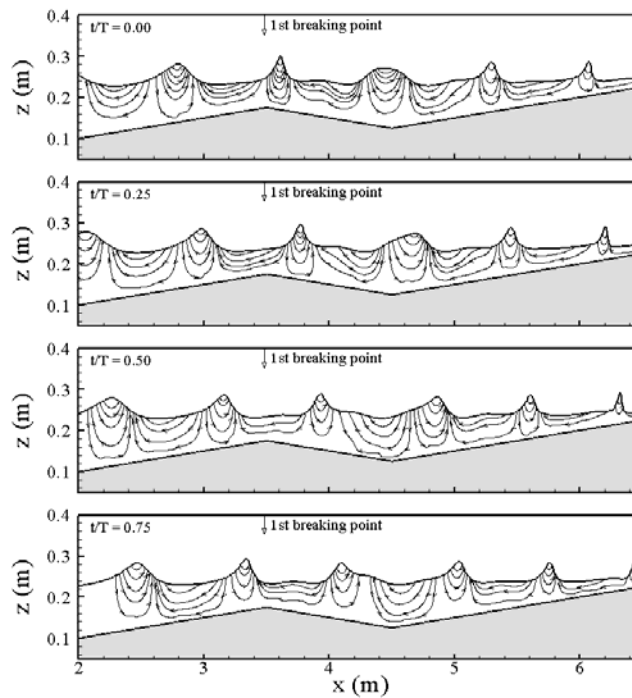 0.4
t/T = 0.00
1st breaking point
0.3
z (m)
0.2
0.1
0.4
t/T = 0.25
1st breaking point
0.3
z (m)
0.2
0.1
0.4
t/T = 0.50
1st breaking point
0.3
z (m)
0.2
0.1
0.4
t/T = 0.75
1st breaking point
0.3
z (m)
0.2
0.1
2 3 4 5 6
x (m)